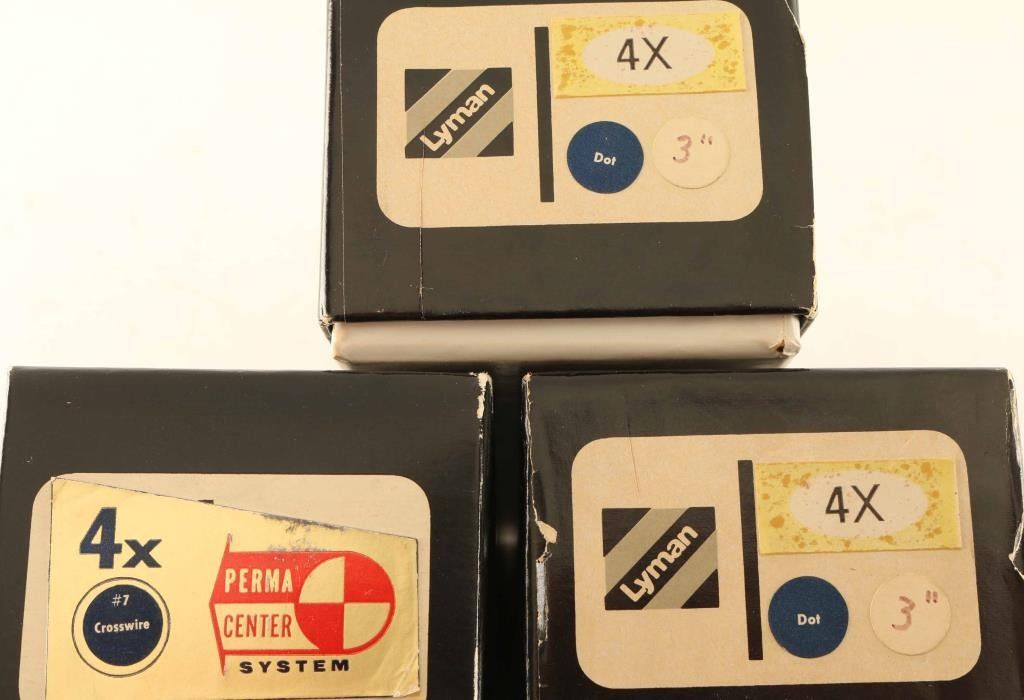 Lyman
4X
Dot
3"
4x
#7
Crosswire
PERMA
CENTER
SYSTEM
Lyman
4X
Dot
3"